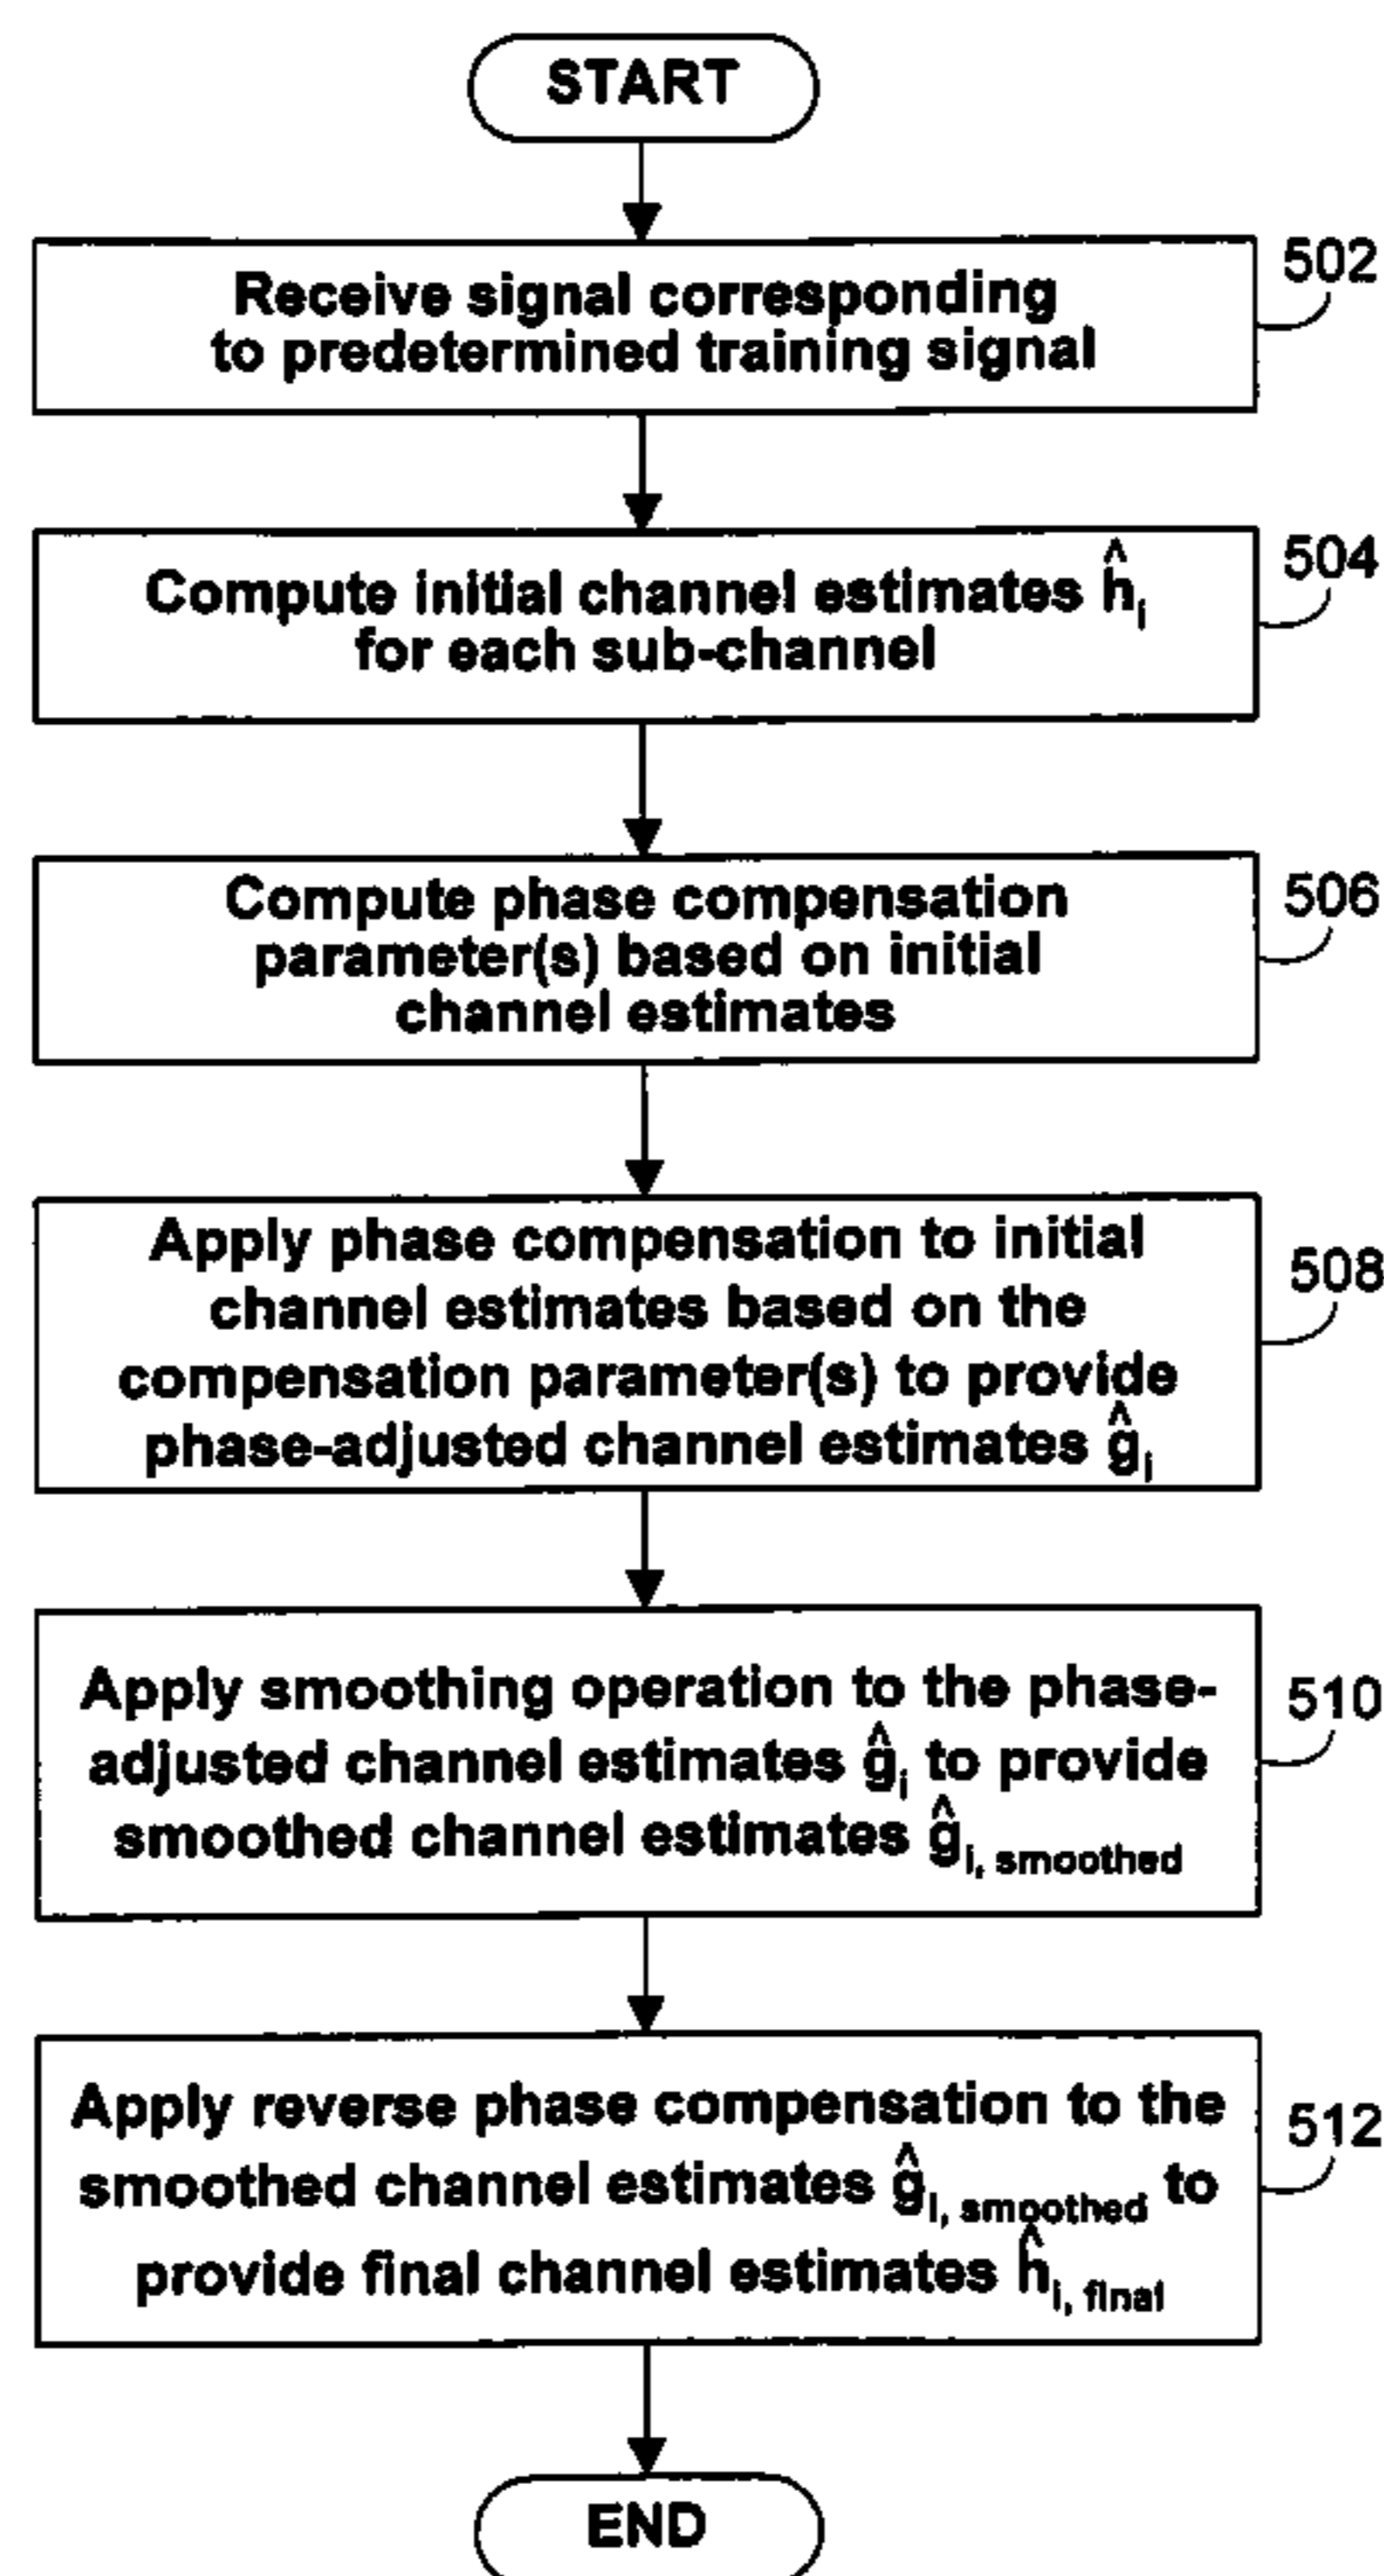 START
Receive signal corresponding
to predetermined training signal
502
Compute initial channel estimates ĥi
for each sub-channel
504
Compute phase compensation
parameter(s) based on initial
channel estimates
506
Apply phase compensation to initial
channel estimates based on the
compensation parameter(s) to provide
phase-adjusted channel estimates ĝi
508
Apply smoothing operation to the phase-
adjusted channel estimates ĝi to provide
smoothed channel estimates ĝi, smoothed
510
Apply reverse phase compensation to the
smoothed channel estimates ĝi, smoothed to
provide final channel estimates ĥi, final
512
END